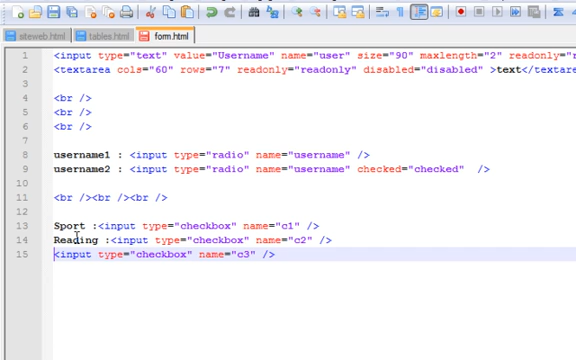 siteweb.html tables.html form.html
1 <input type="text" value="Username" name="user" size="90" maxlength="2" readonly="r
2 <textarea cols="60" rows="7" readonly="readonly" disabled="disabled" >text</textare
3
4 <br />
5 <br />
6 <br />
7
8 username1 : <input type="radio" name="username" />
9 username2 : <input type="radio" name="username" checked="checked" />
10
11 <br /><br /><br />
12
13 Sport :<input type="checkbox" name="c1" />
14 Reading :<input type="checkbox" name="c2" />
15 <input type="checkbox" name="c3" />